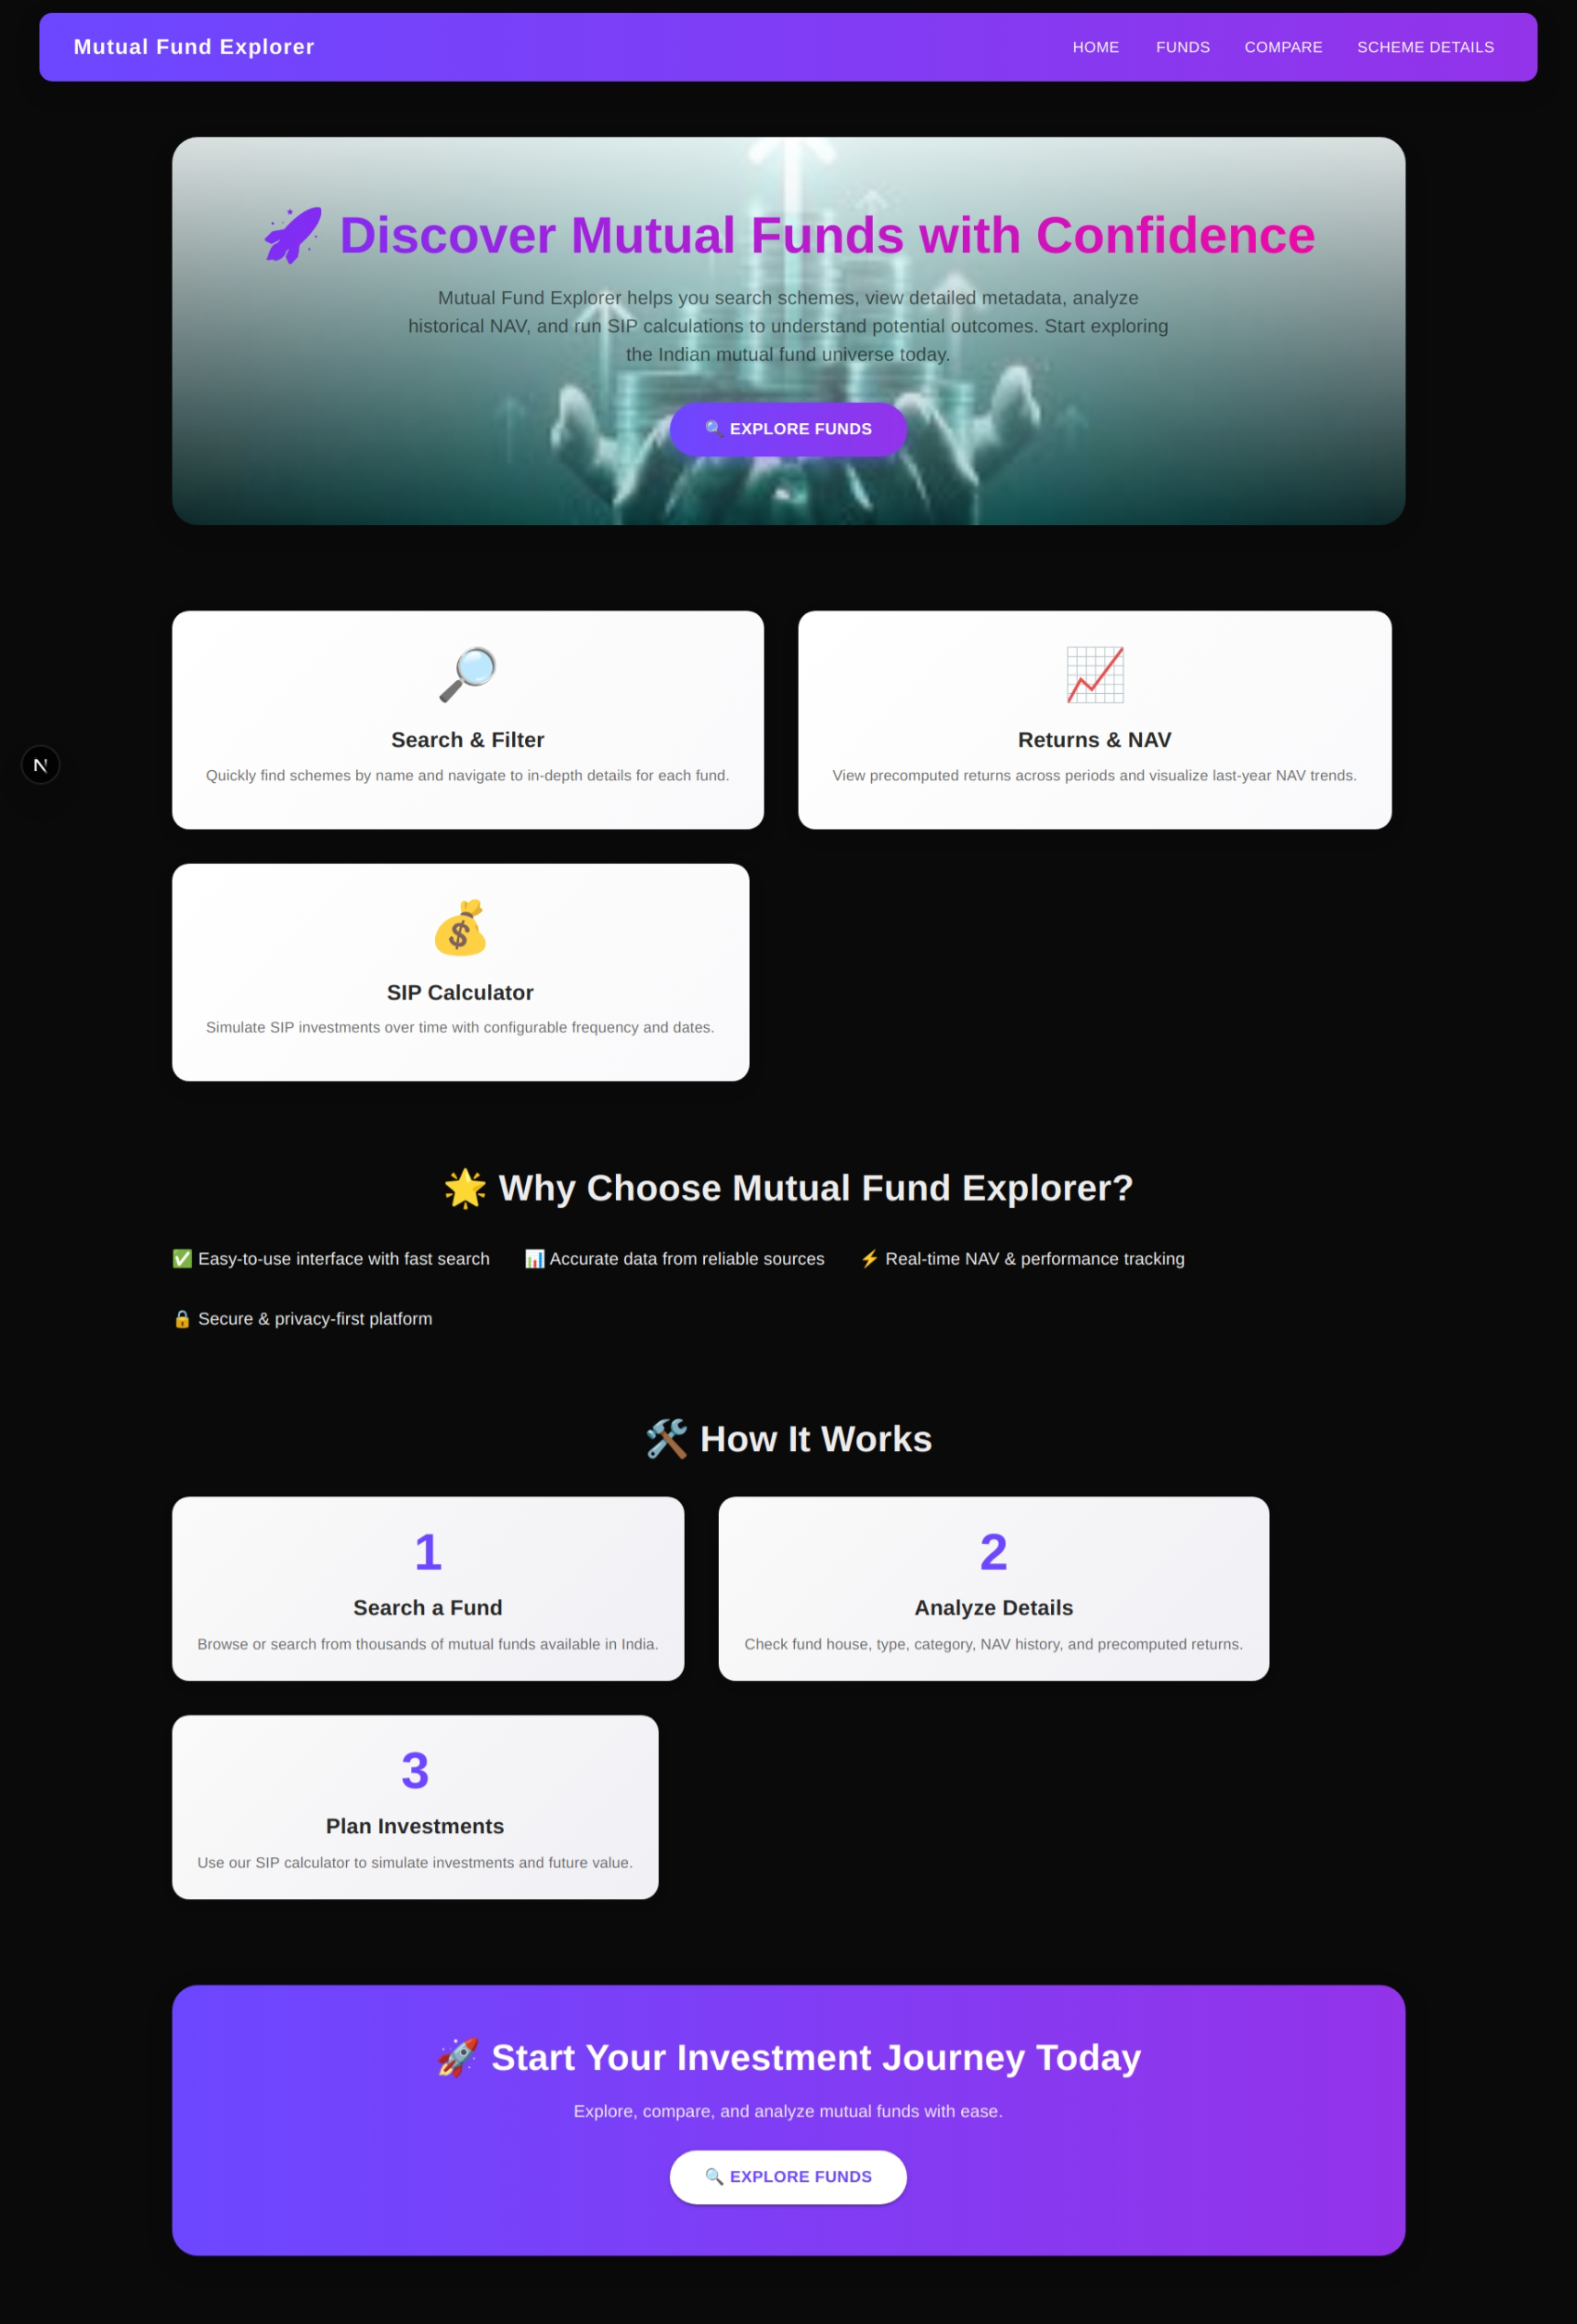 Mutual Fund Explorer
HOME
FUNDS
COMPARE
SCHEME DETAILS
🚀 Discover Mutual Funds with Confidence
Mutual Fund Explorer helps you search schemes, view detailed metadata, analyze
historical NAV, and run SIP calculations to understand potential outcomes. Start exploring
the Indian mutual fund universe today.
🔍 EXPLORE FUNDS
Search & Filter
Quickly find schemes by name and navigate to in-depth details for each fund.
Returns & NAV
View precomputed returns across periods and visualize last-year NAV trends.
N
SIP Calculator
Simulate SIP investments over time with configurable frequency and dates.
🌟 Why Choose Mutual Fund Explorer?
✅ Easy-to-use interface with fast search
📊 Accurate data from reliable sources
⚡ Real-time NAV & performance tracking
🔒 Secure & privacy-first platform
🛠️ How It Works
1
Search a Fund
Browse or search from thousands of mutual funds available in India.
2
Analyze Details
Check fund house, type, category, NAV history, and precomputed returns.
3
Plan Investments
Use our SIP calculator to simulate investments and future value.
🚀 Start Your Investment Journey Today
Explore, compare, and analyze mutual funds with ease.
🔍 EXPLORE FUNDS